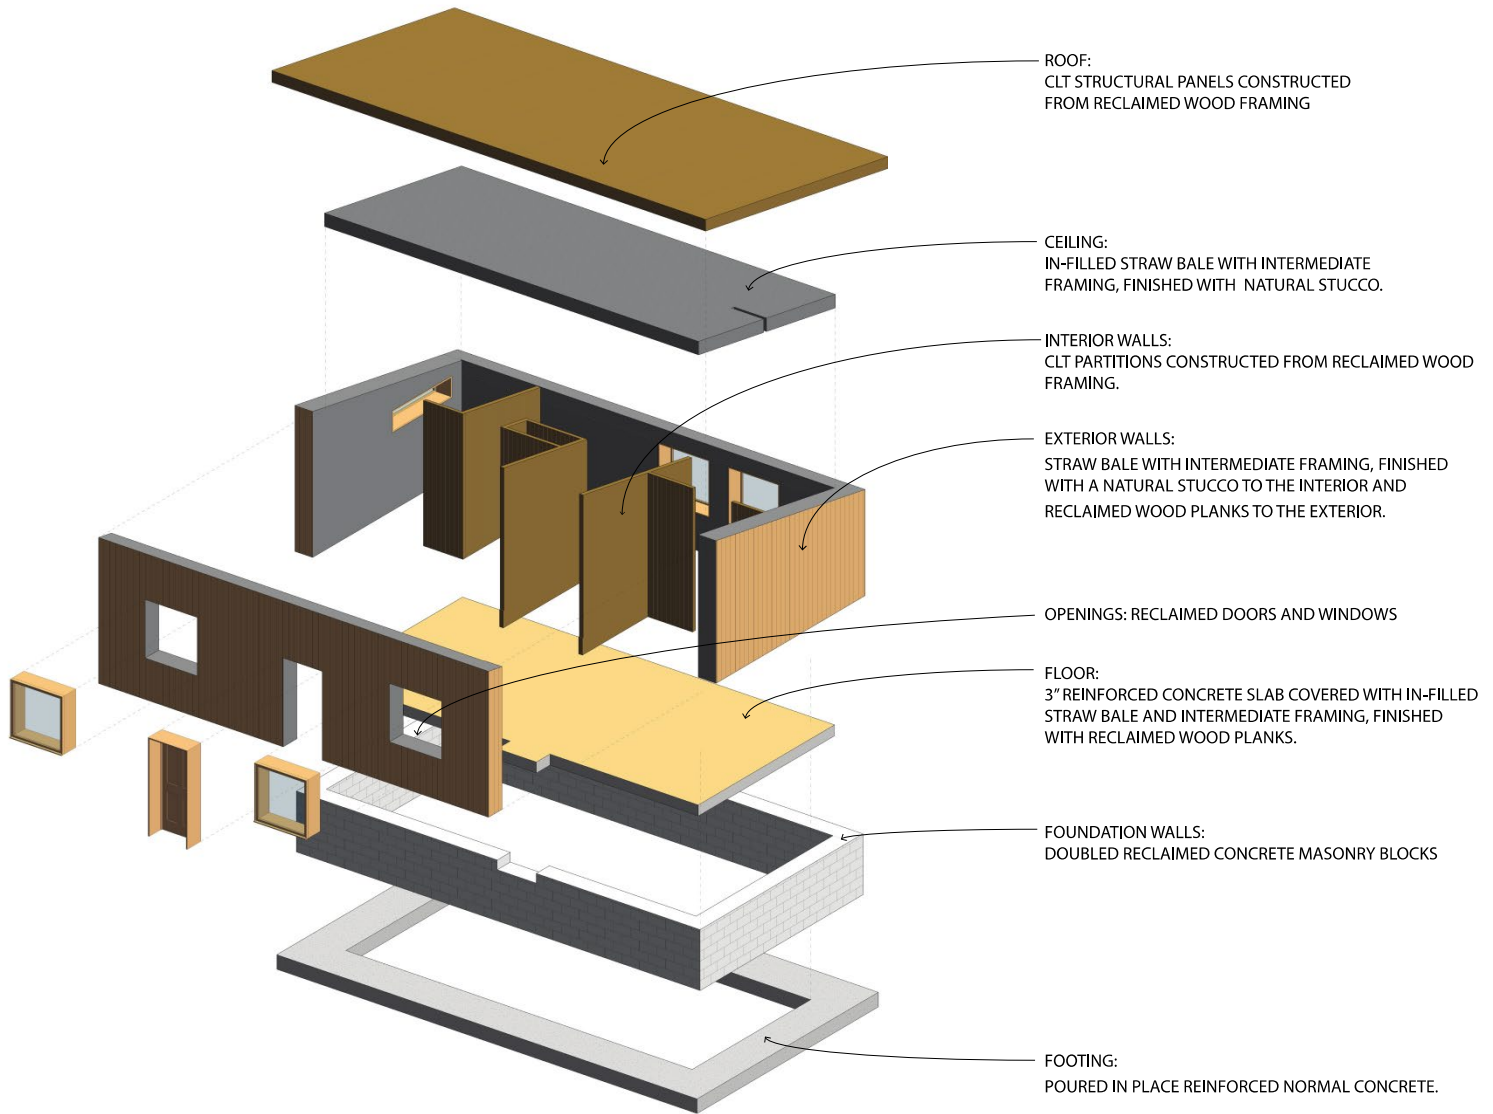 ROOF:
CLT STRUCTURAL PANELS CONSTRUCTED
FROM RECLAIMED WOOD FRAMING
CEILING:
IN-FILLED STRAW BALE WITH INTERMEDIATE
FRAMING, FINISHED WITH NATURAL STUCCO.
INTERIOR WALLS:
CLT PARTITIONS CONSTRUCTED FROM RECLAIMED WOOD
FRAMING.
EXTERIOR WALLS:
STRAW BALE WITH INTERMEDIATE FRAMING, FINISHED
WITH A NATURAL STUCCO TO THE INTERIOR AND
RECLAIMED WOOD PLANKS TO THE EXTERIOR.
OPENINGS: RECLAIMED DOORS AND WINDOWS
FLOOR:
3” REINFORCED CONCRETE SLAB COVERED WITH IN-FILLED
STRAW BALE AND INTERMEDIATE FRAMING, FINISHED
WITH RECLAIMED WOOD PLANKS.
FOUNDATION WALLS:
DOUBLED RECLAIMED CONCRETE MASONRY BLOCKS
FOOTING:
POURED IN PLACE REINFORCED NORMAL CONCRETE.